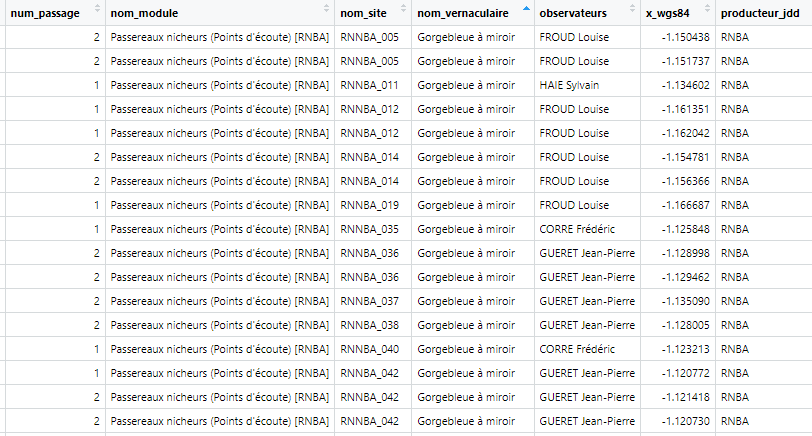 num_passage nom_module nom_site nom_vernaculaire observateurs x_wgs84 producteur_jdd
2 Passereaux nicheurs (Points d'écoute) [RNBA] RNNBA_005 Gorgebleue à miroir FROUD Louise -1.150438 RNBA
2 Passereaux nicheurs (Points d'écoute) [RNBA] RNNBA_005 Gorgebleue à miroir FROUD Louise -1.151737 RNBA
1 Passereaux nicheurs (Points d'écoute) [RNBA] RNNBA_011 Gorgebleue à miroir HAIE Sylvain -1.134602 RNBA
1 Passereaux nicheurs (Points d'écoute) [RNBA] RNNBA_012 Gorgebleue à miroir FROUD Louise -1.161351 RNBA
1 Passereaux nicheurs (Points d'écoute) [RNBA] RNNBA_012 Gorgebleue à miroir FROUD Louise -1.162042 RNBA
2 Passereaux nicheurs (Points d'écoute) [RNBA] RNNBA_014 Gorgebleue à miroir FROUD Louise -1.154781 RNBA
2 Passereaux nicheurs (Points d'écoute) [RNBA] RNNBA_014 Gorgebleue à miroir FROUD Louise -1.156366 RNBA
1 Passereaux nicheurs (Points d'écoute) [RNBA] RNNBA_019 Gorgebleue à miroir FROUD Louise -1.166687 RNBA
1 Passereaux nicheurs (Points d'écoute) [RNBA] RNNBA_035 Gorgebleue à miroir CORRE Frédéric -1.125848 RNBA
2 Passereaux nicheurs (Points d'écoute) [RNBA] RNNBA_036 Gorgebleue à miroir GUERET Jean-Pierre -1.128998 RNBA
2 Passereaux nicheurs (Points d'écoute) [RNBA] RNNBA_036 Gorgebleue à miroir GUERET Jean-Pierre -1.129462 RNBA
2 Passereaux nicheurs (Points d'écoute) [RNBA] RNNBA_037 Gorgebleue à miroir GUERET Jean-Pierre -1.135090 RNBA
2 Passereaux nicheurs (Points d'écoute) [RNBA] RNNBA_038 Gorgebleue à miroir GUERET Jean-Pierre -1.128005 RNBA
1 Passereaux nicheurs (Points d'écoute) [RNBA] RNNBA_040 Gorgebleue à miroir CORRE Frédéric -1.123213 RNBA
1 Passereaux nicheurs (Points d'écoute) [RNBA] RNNBA_042 Gorgebleue à miroir GUERET Jean-Pierre -1.120772 RNBA
2 Passereaux nicheurs (Points d'écoute) [RNBA] RNNBA_042 Gorgebleue à miroir GUERET Jean-Pierre -1.121418 RNBA
2 Passereaux nicheurs (Points d'écoute) [RNBA] RNNBA_042 Gorgebleue à miroir GUERET Jean-Pierre -1.120730 RNBA